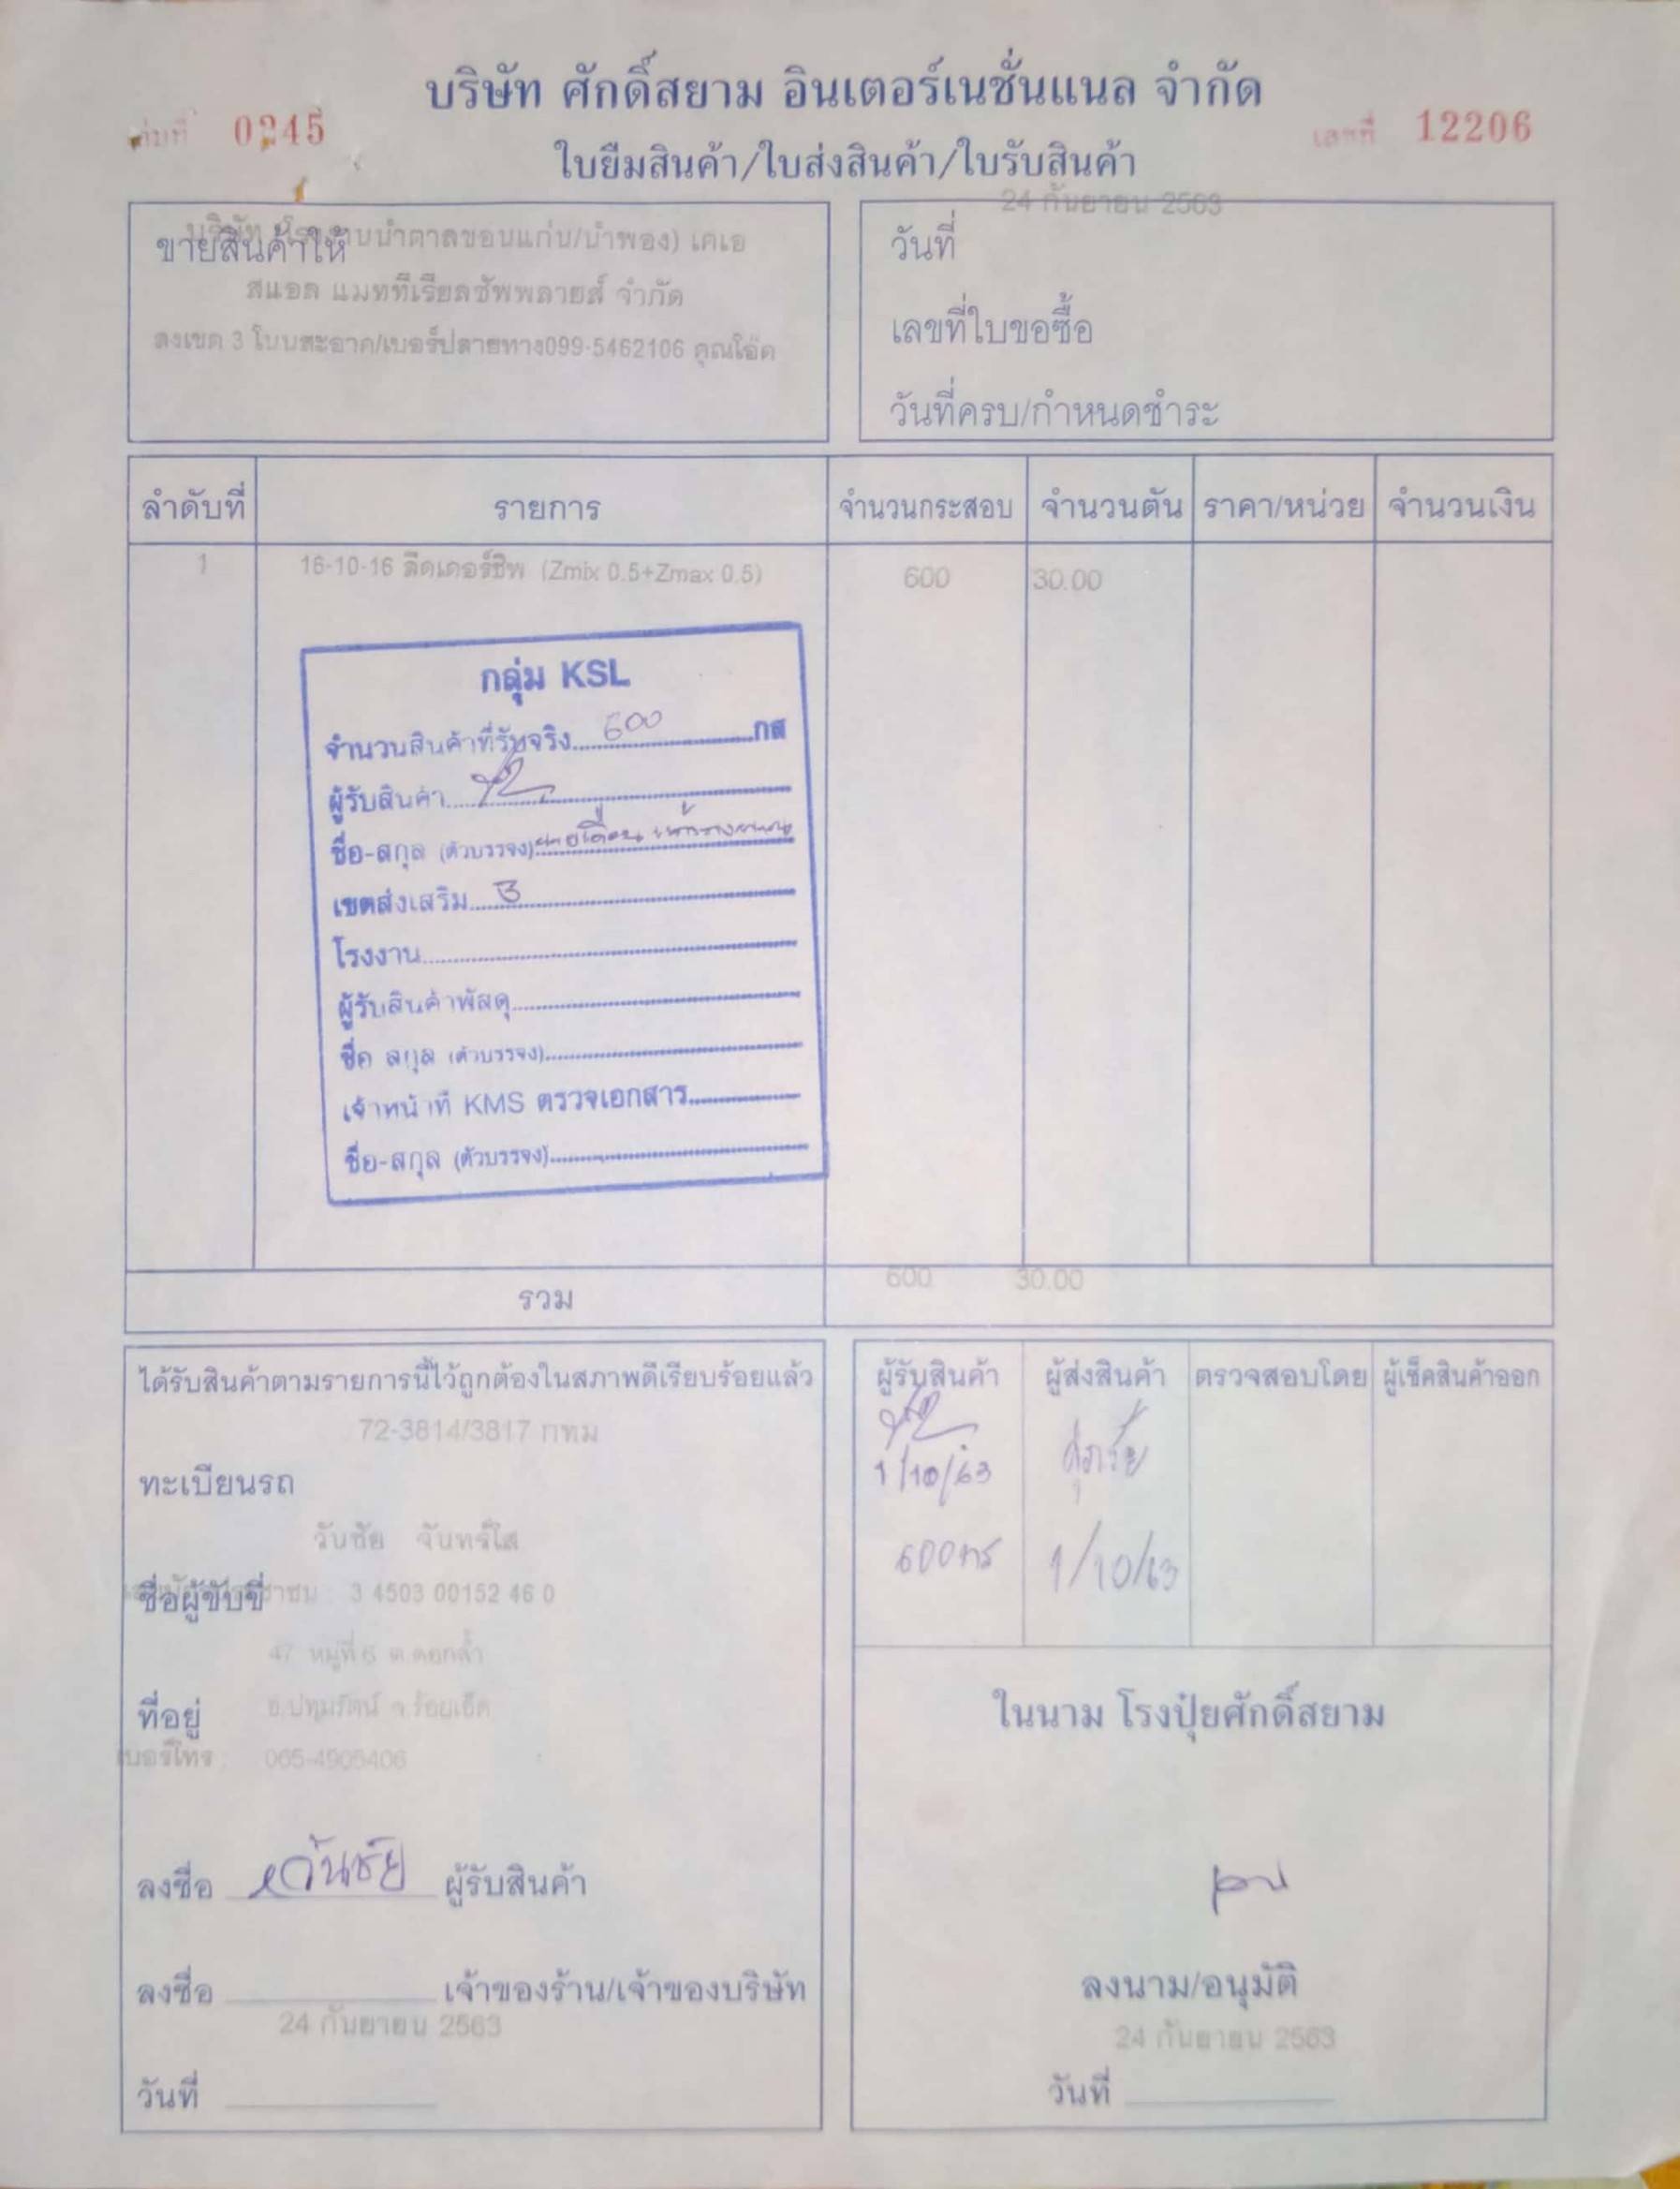 บริษัท ศักดิ์สยาม อินเตอร์เนชั่นแนล จำกัด
เล่มที่ 0245
เลขที่ 12206
ใบยืมสินค้า/ใบส่งสินค้า/ใบรับสินค้า
24 กันยายน 2563
ขายสินค้าให้
บริษัท (โรงงานน้ำตาลขอนแก่น/น้ำพอง) เคเอ
สแอล แมททีเรียลซัพพลายส์ จำกัด
ลงเขต 3 โนนสะอาด/เบอร์ปลายทาง099-5462106 คุณโอ๊ต
วันที่
เลขที่ใบขอซื้อ
วันที่ครบ/กำหนดชำระ
ลำดับที่ รายการ จำนวนกระสอบ จำนวนตัน ราคา/หน่วย จำนวนเงิน
1 16-10-16 ลีดเดอร์ชิพ (Zmix 0.5+Zmax 0.5) 600 30.00
กลุ่ม KSL
จำนวนสินค้าที่รับจริง 600 กส
ผู้รับสินค้า
ชื่อ-สกุล (ตัวบรรจง)
เขตส่งเสริม 3
โรงงาน
ผู้รับสินค้าพัสดุ
ชื่อ สกุล (ตัวบรรจง)
เจ้าหน้าที่ KMS ตรวจเอกสาร
ชื่อ-สกุล (ตัวบรรจง)
รวม 600 30.00
ได้รับสินค้าตามรายการนี้ไว้ถูกต้องในสภาพดีเรียบร้อยแล้ว
72-3814/3817 กทม
ทะเบียนรถ
วันชัย จันทร์ใส
ชื่อผู้ขับขี่
3 4503 00152 46 0
47 หมู่ที่ 6 ต.ดอกล้ำ
ที่อยู่ อ.ปทุมรัตน์ จ.ร้อยเอ็ด
เบอร์โทร : 065-4905406
ลงชื่อ วันชัย ผู้รับสินค้า
ลงชื่อ เจ้าของร้าน/เจ้าของบริษัท
24 กันยายน 2563
วันที่
ผู้รับสินค้า ผู้ส่งสินค้า ตรวจสอบโดย ผู้เช็คสินค้าออก
1/10/63
600 กส 1/10/63
ในนาม โรงปุ๋ยศักดิ์สยาม
ลงนาม/อนุมัติ
24 กันยายน 2563
วันที่